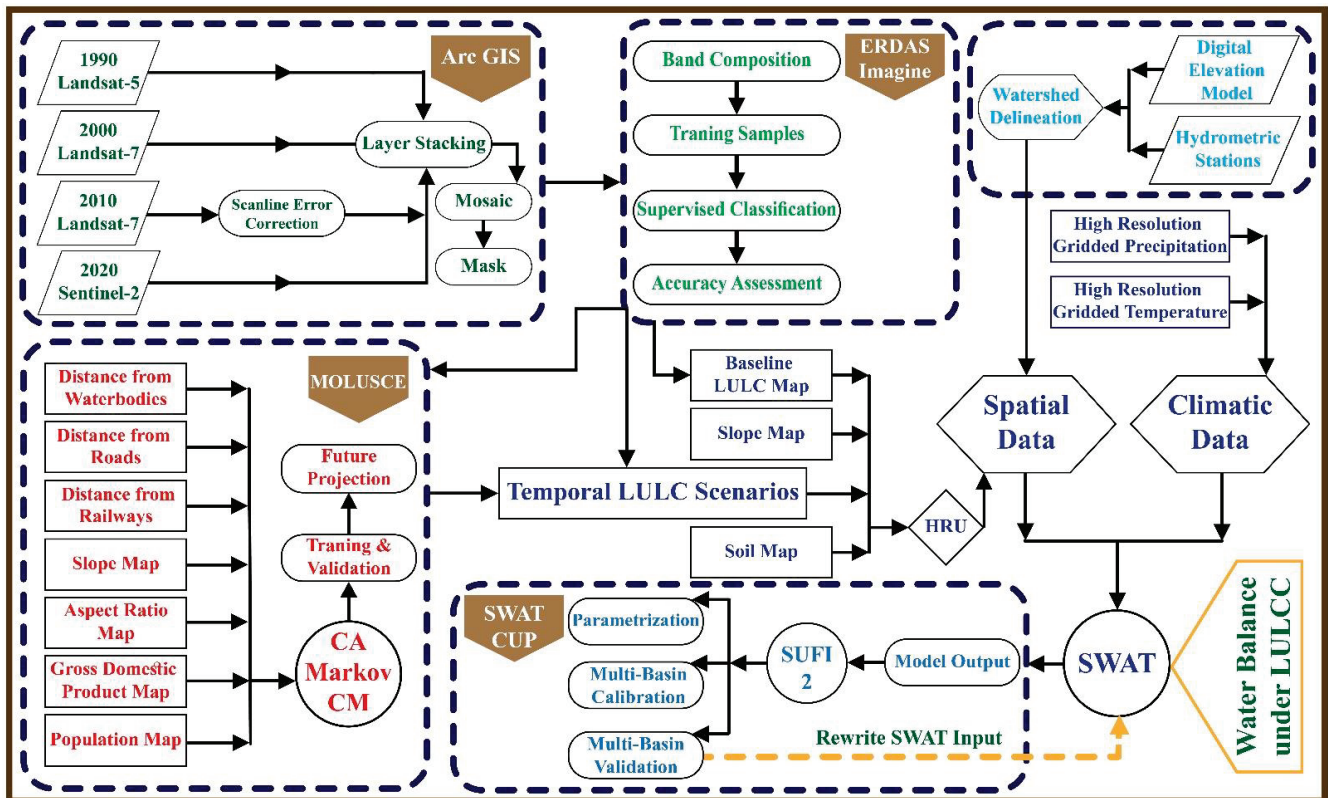 Arc GIS
1990
Landsat-5
2000
Landsat-7
2010
Landsat-7
2020
Sentinel-2
Scanline Error
Correction
Layer Stacking
Mosaic
Mask
ERDAS
Imagine
Band Composition
Traning Samples
Supervised Classification
Accuracy Assessment
Digital
Elevation
Model
Watershed
Delineation
Hydrometric
Stations
High Resolution
Gridded Precipitation
High Resolution
Gridded Temperature
MOLUSCE
Distance from
Waterbodies
Distance from
Roads
Distance from
Railways
Slope Map
Aspect Ratio
Map
Gross Domestic
Product Map
Population Map
Future
Projection
Traning &
Validation
CA
Markov
CM
Baseline
LULC Map
Slope Map
Temporal LULC Scenarios
Soil Map
HRU
Spatial
Data
Climatic
Data
SWAT
CUP
Parametrization
Multi-Basin
Calibration
Multi-Basin
Validation
SUFI
2
Model Output
SWAT
Rewrite SWAT Input
Water Balance
under LULCC